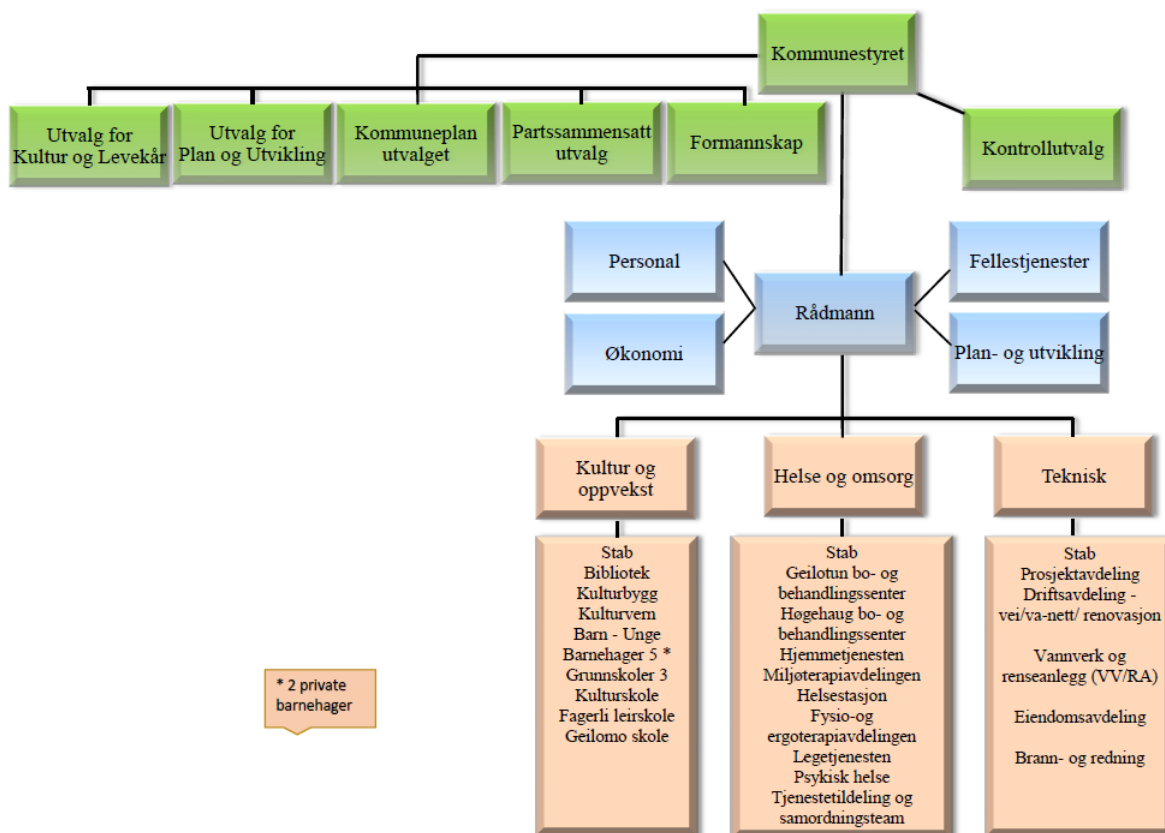 Kommunestyret
Utvalg for
Kultur og Levekår
Utvalg for
Plan og Utvikling
Kommuneplan
utvalget
Partssammensatt
utvalg
Formannskap
Kontrollutvalg
Personal
Fellestjenester
Rådmann
Økonomi
Plan- og utvikling
Kultur og
oppvekst
Helse og omsorg
Teknisk
Stab
Bibliotek
Kulturbygg
Kulturvern
Barn - Unge
Barnehager 5 *
Grunnskoler 3
Kulturskole
Fagerli leirskole
Geilomo skole
Stab
Geilotun bo- og
behandlingssenter
Høgehaug bo- og
behandlingssenter
Hjemmetjenesten
Miljøterapiavdelingen
Helsestasjon
Fysio-og
ergoterapiavdelingen
Legetjenesten
Psykisk helse
Tjenestetildeling og
samordningsteam
Stab
Prosjektavdeling
Driftsavdeling -
vei/va-nett/ renovasjon
Vannverk og
renseanlegg (VV/RA)
Eiendomsavdeling
Brann- og redning
* 2 private
barnehager